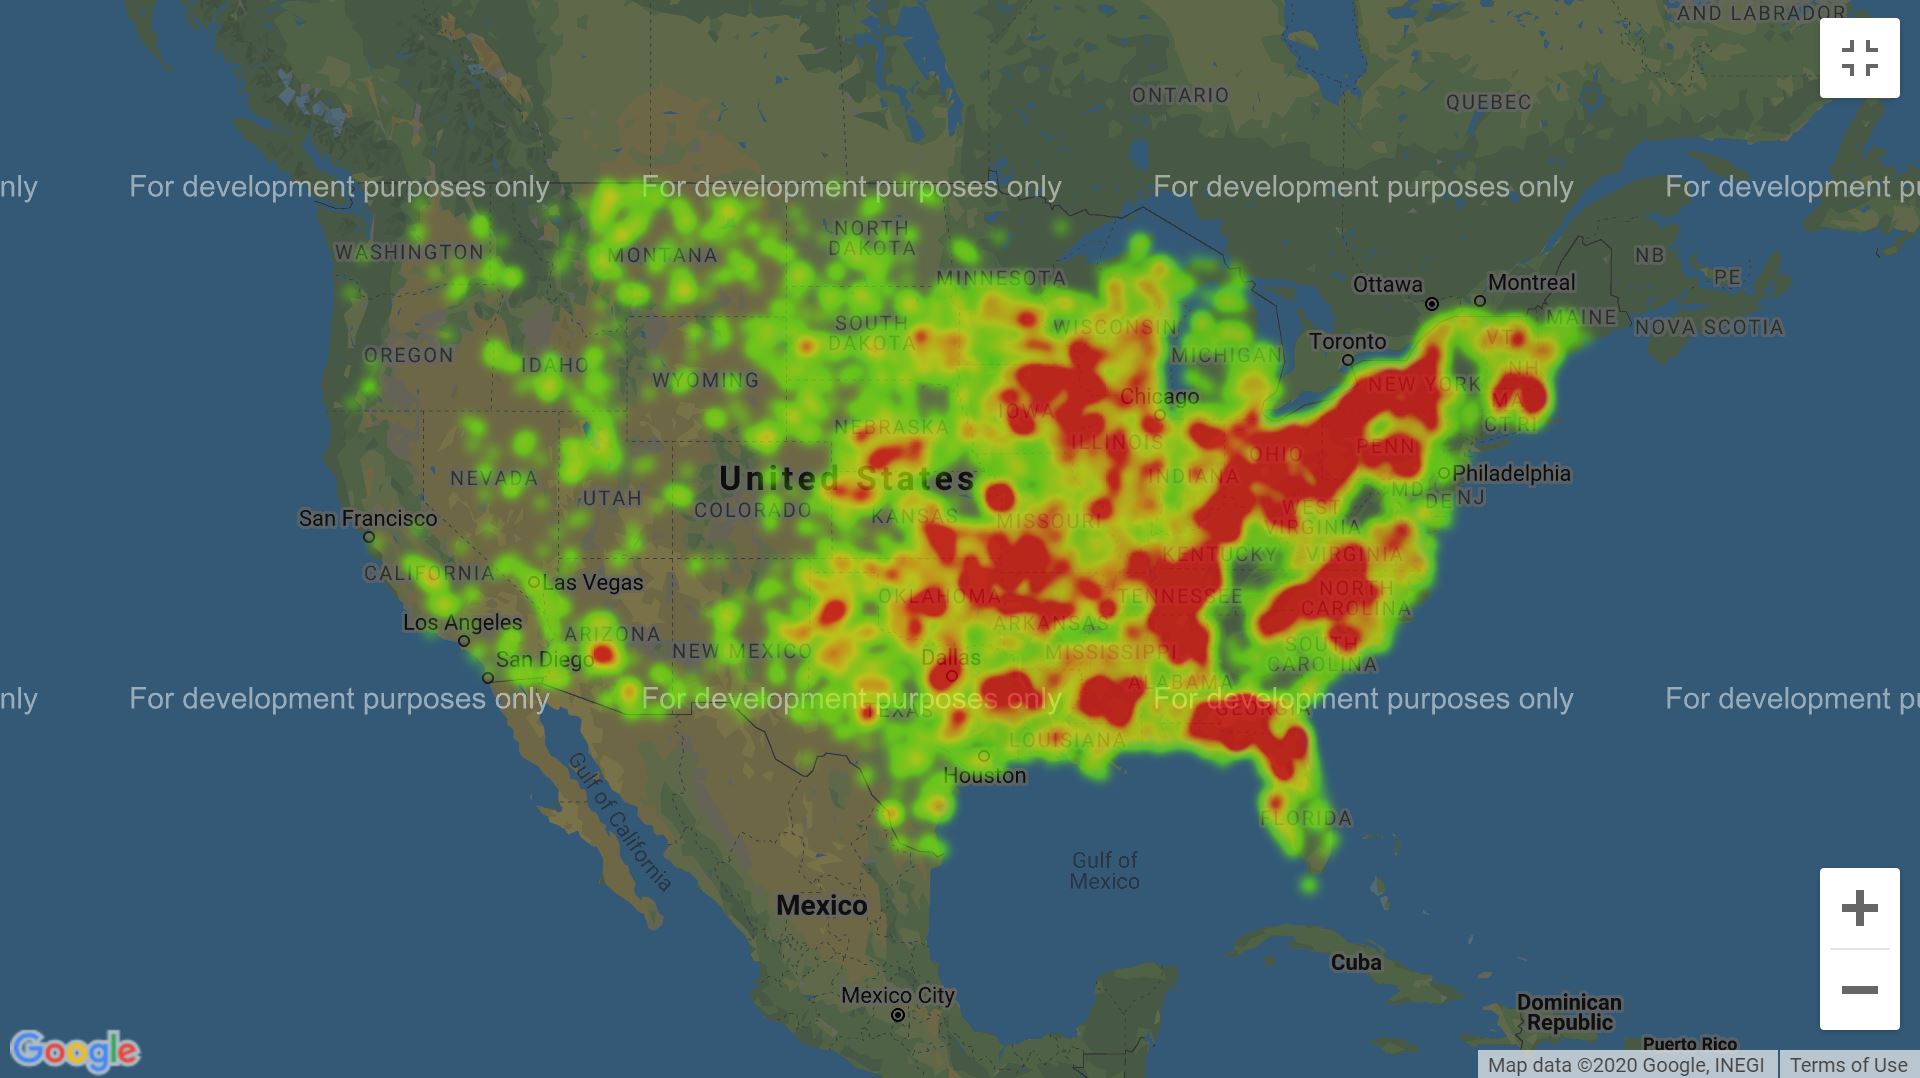 AND LABRADOR
ONTARIO
QUEBEC
nly
For development purposes only
For development purposes only
For development purposes only
For development pu
WASHINGTON
MONTANA
NORTH
DAKOTA
MINNESOTA
NB
PE
Ottawa
Montreal
MAINE
NOVA SCOTIA
OREGON
IDAHO
WYOMING
SOUTH
DAKOTA
WISCONSIN
MICHIGAN
Toronto
VT
NH
NEW YORK
MA
CT RI
Chicago
IOWA
NEBRASKA
ILLINOIS
INDIANA
OHIO
PENN
Philadelphia
MD
DE
NJ
United States
NEVADA
UTAH
COLORADO
KANSAS
MISSOURI
WEST
VIRGINIA
KENTUCKY
VIRGINIA
San Francisco
CALIFORNIA
Las Vegas
Los Angeles
San Diego
ARIZONA
NEW MEXICO
OKLAHOMA
ARKANSAS
TENNESSEE
NORTH
CAROLINA
SOUTH
CAROLINA
Dallas
MISSISSIPPI
ALABAMA
nly
For development purposes only
For development purposes only
For development purposes only
For development pu
TEXAS
GEORGIA
LOUISIANA
Houston
FLORIDA
Gulf of California
Gulf of
Mexico
Mexico
Cuba
Mexico City
Dominican
Republic
Puerto Rico
Google
Map data ©2020 Google, INEGI
Terms of Use